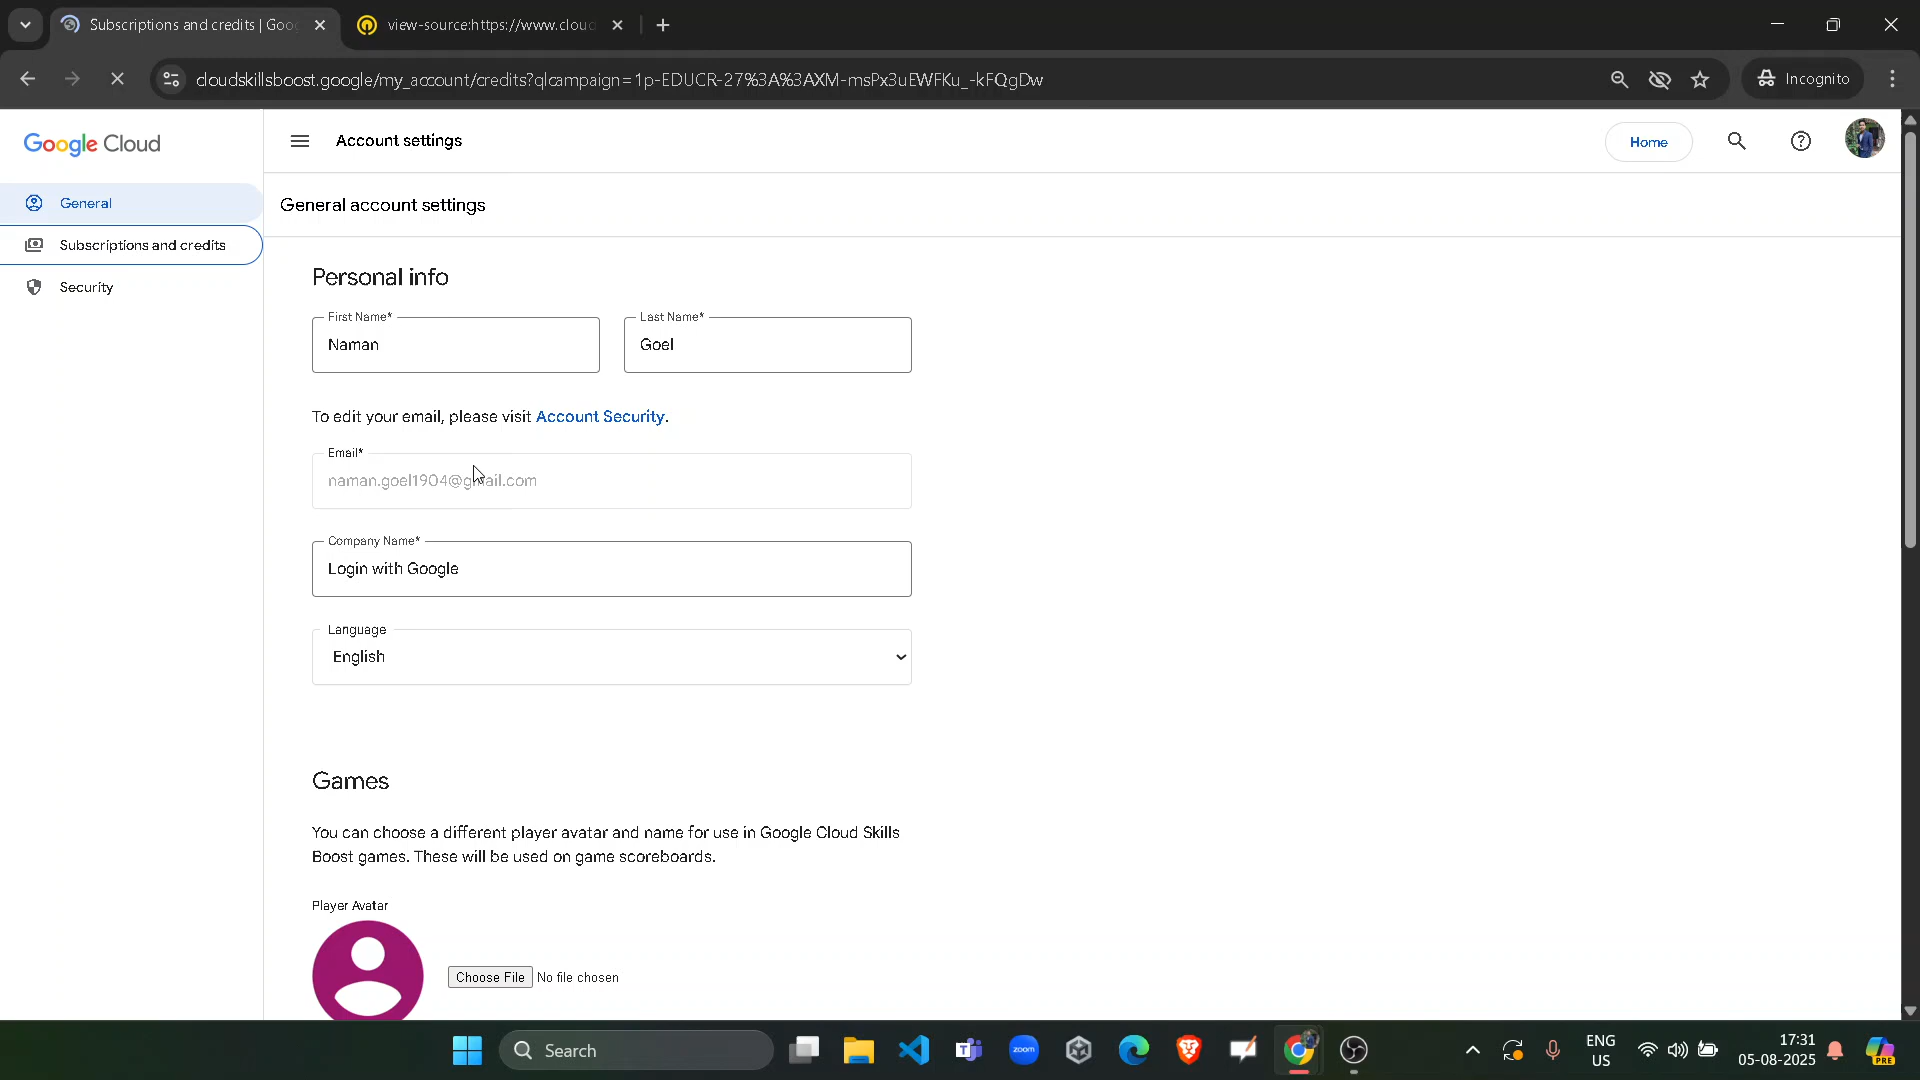 Subscriptions and credits | Goo
view-source:https://www.cloud
cloudskillsboost.google/my_account/credits?qlcampaign=1p-EDUCR-27%3A%3AXM-msPx3uEWFKu_-kFQgDw
Incognito
Google Cloud
Account settings
Home
General
General account settings
Subscriptions and credits
Security
Personal info
First Name*
Naman
Last Name*
Goel
To edit your email, please visit Account Security.
Email*
naman.goel1904@gmail.com
Company Name*
Login with Google
Language
English
Games
You can choose a different player avatar and name for use in Google Cloud Skills
Boost games. These will be used on game scoreboards.
Player Avatar
Choose File No file chosen
Search
zoom
ENG
US
17:31
05-08-2025
PRE